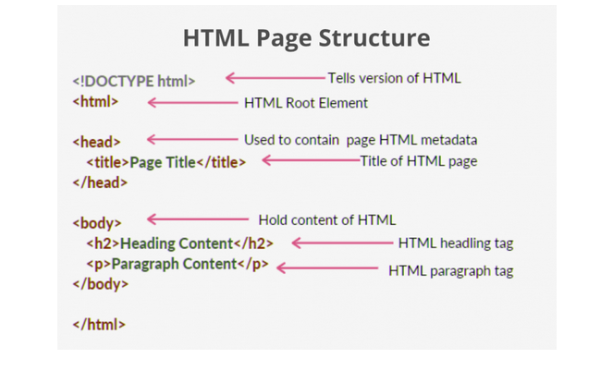 HTML Page Structure
<!DOCTYPE html> Tells version of HTML
<html> HTML Root Element
<head> Used to contain page HTML metadata
<title>Page Title</title> Title of HTML page
</head>
<body> Hold content of HTML
<h2>Heading Content</h2> HTML headling tag
<p>Paragraph Content</p> HTML paragraph tag
</body>
</html>